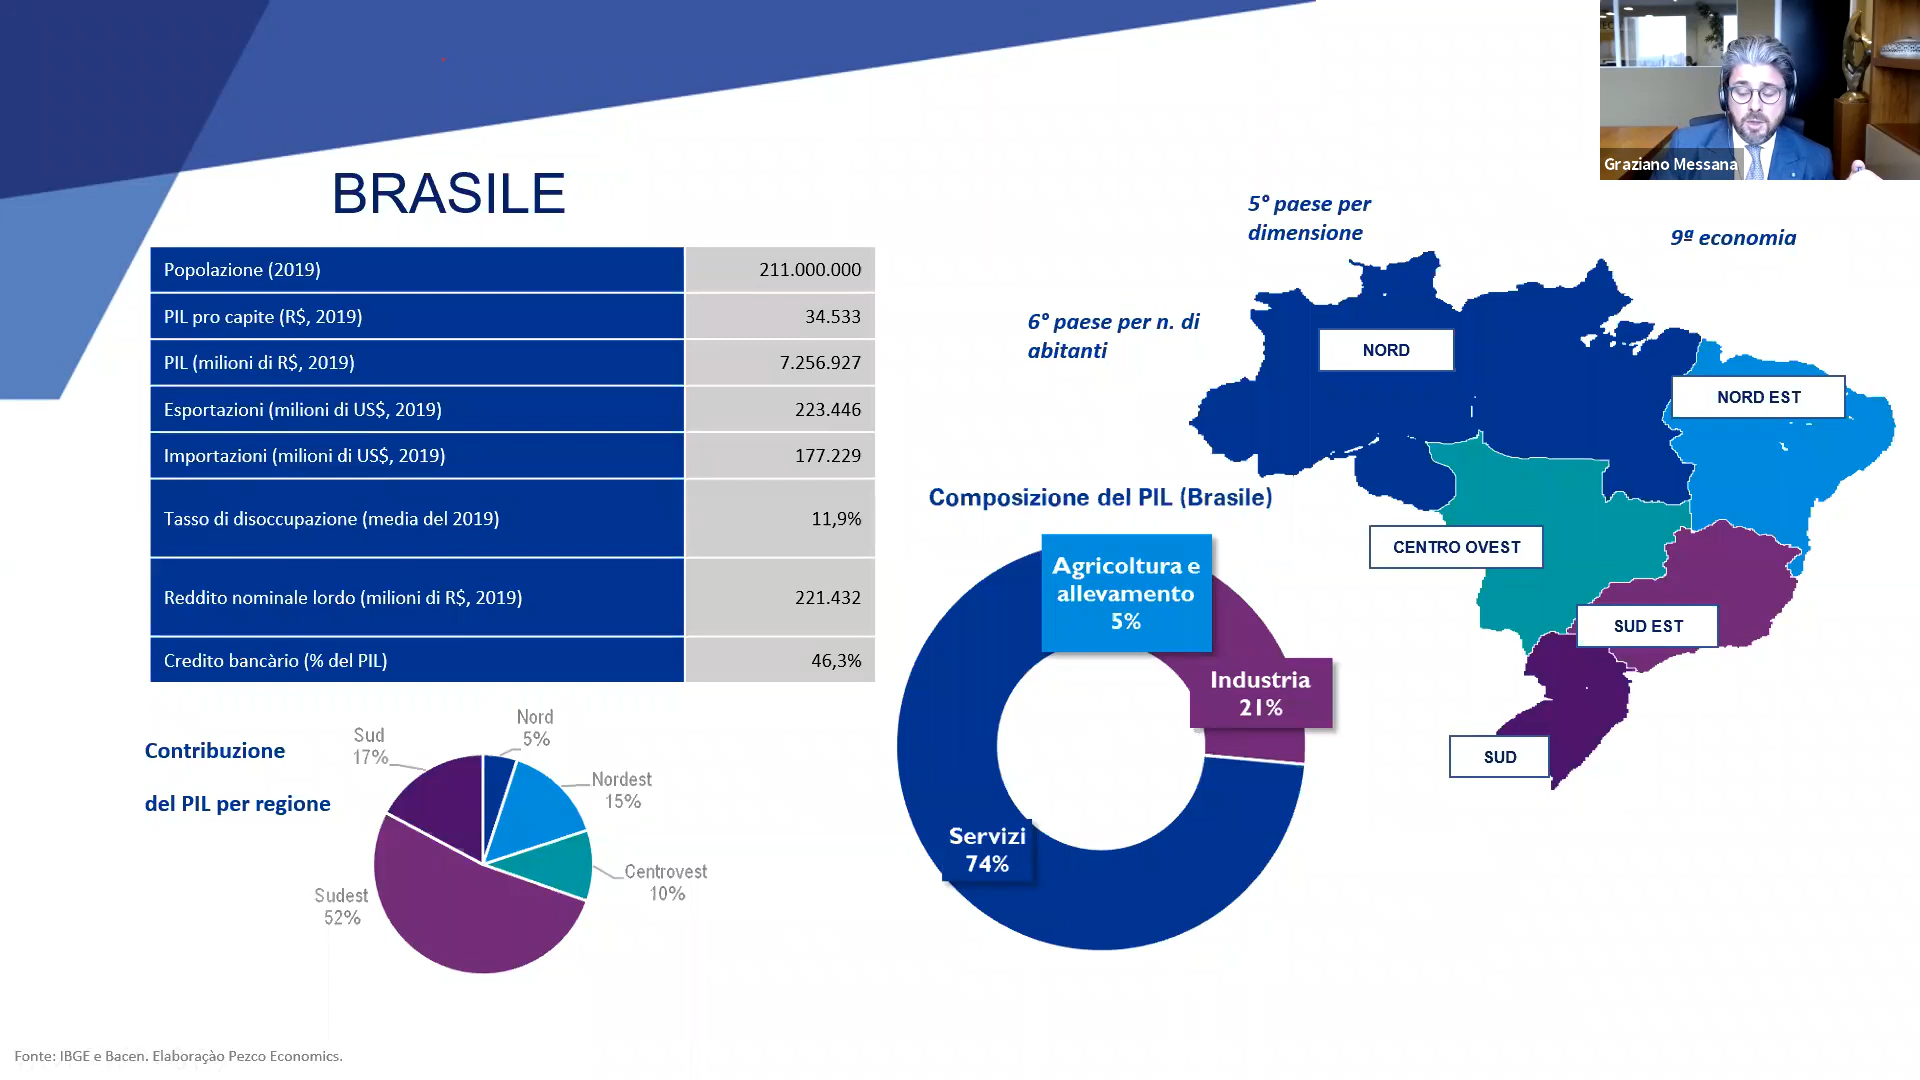 Graziano Messana
BRASILE
Popolazione (2019) 211.000.000
PIL pro capite (R$, 2019) 34.533
PIL (milioni di R$, 2019) 7.256.927
Esportazioni (milioni di US$, 2019) 223.446
Importazioni (milioni di US$, 2019) 177.229
Tasso di disoccupazione (media del 2019) 11,9%
Reddito nominale lordo (milioni di R$, 2019) 221.432
Credito bancàrio (% del PIL) 46,3%
5° paese per
dimensione
9ª economia
6° paese per n. di
abitanti
NORD
NORD EST
CENTRO OVEST
SUD EST
SUD
Composizione del PIL (Brasile)
Agricoltura e
allevamento
5%
Industria
21%
Servizi
74%
Contribuzione
del PIL per regione
Nord
5%
Sud
17%
Nordest
15%
Centrovest
10%
Sudest
52%
Fonte: IBGE e Bacen. Elaboraçào Pezco Economics.